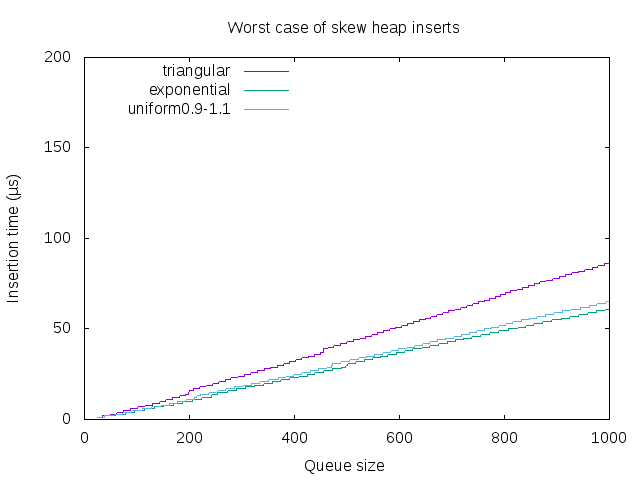 Worst case of skew heap inserts
200
150
100
50
0
Insertion time (µs)
triangular
exponential
uniform0.9-1.1
0 200 400 600 800 1000
Queue size